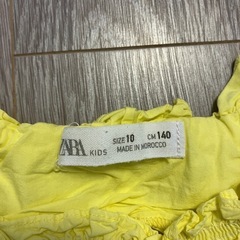 ZARA KIDS
SIZE 10 CM 140
MADE IN MOROCCO